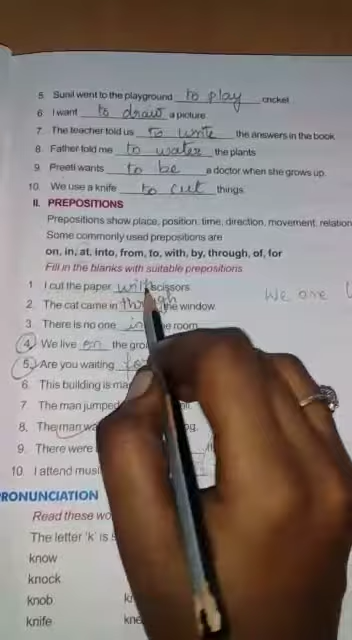 5. Sunil went to the playground to play cricket.
6. I want to draw a picture.
7. The teacher told us to write the answers in the book.
8. Father told me to water the plants.
9. Preeti wants to be a doctor when she grows up.
10. We use a knife to cut things.
II. PREPOSITIONS
Prepositions show place, position, time, direction, movement, relation
Some commonly used prepositions are
on, in, at, into, from, to, with, by, through, of, for
Fill in the blanks with suitable prepositions
1. I cut the paper with scissors.
2. The cat came in through the window.
We are
3. There is no one in room.
4. We live on the
5. Are you waiting for
6. This building is
7. The man jumped
8. The man
9. There were
10. I attend
PRONUNCIATION
Read these
The letter 'k' is
know
knock
knob
knife